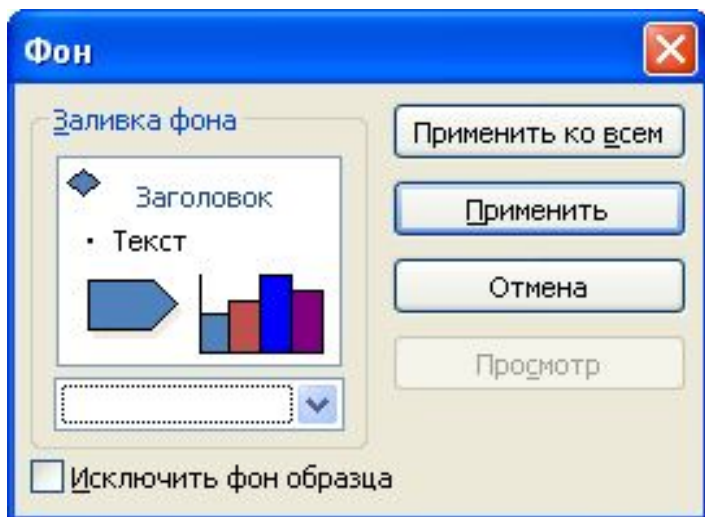 Фон
Заливка фона
Заголовок
· Текст
Применить ко всем
Применить
Отмена
Просмотр
Исключить фон образца